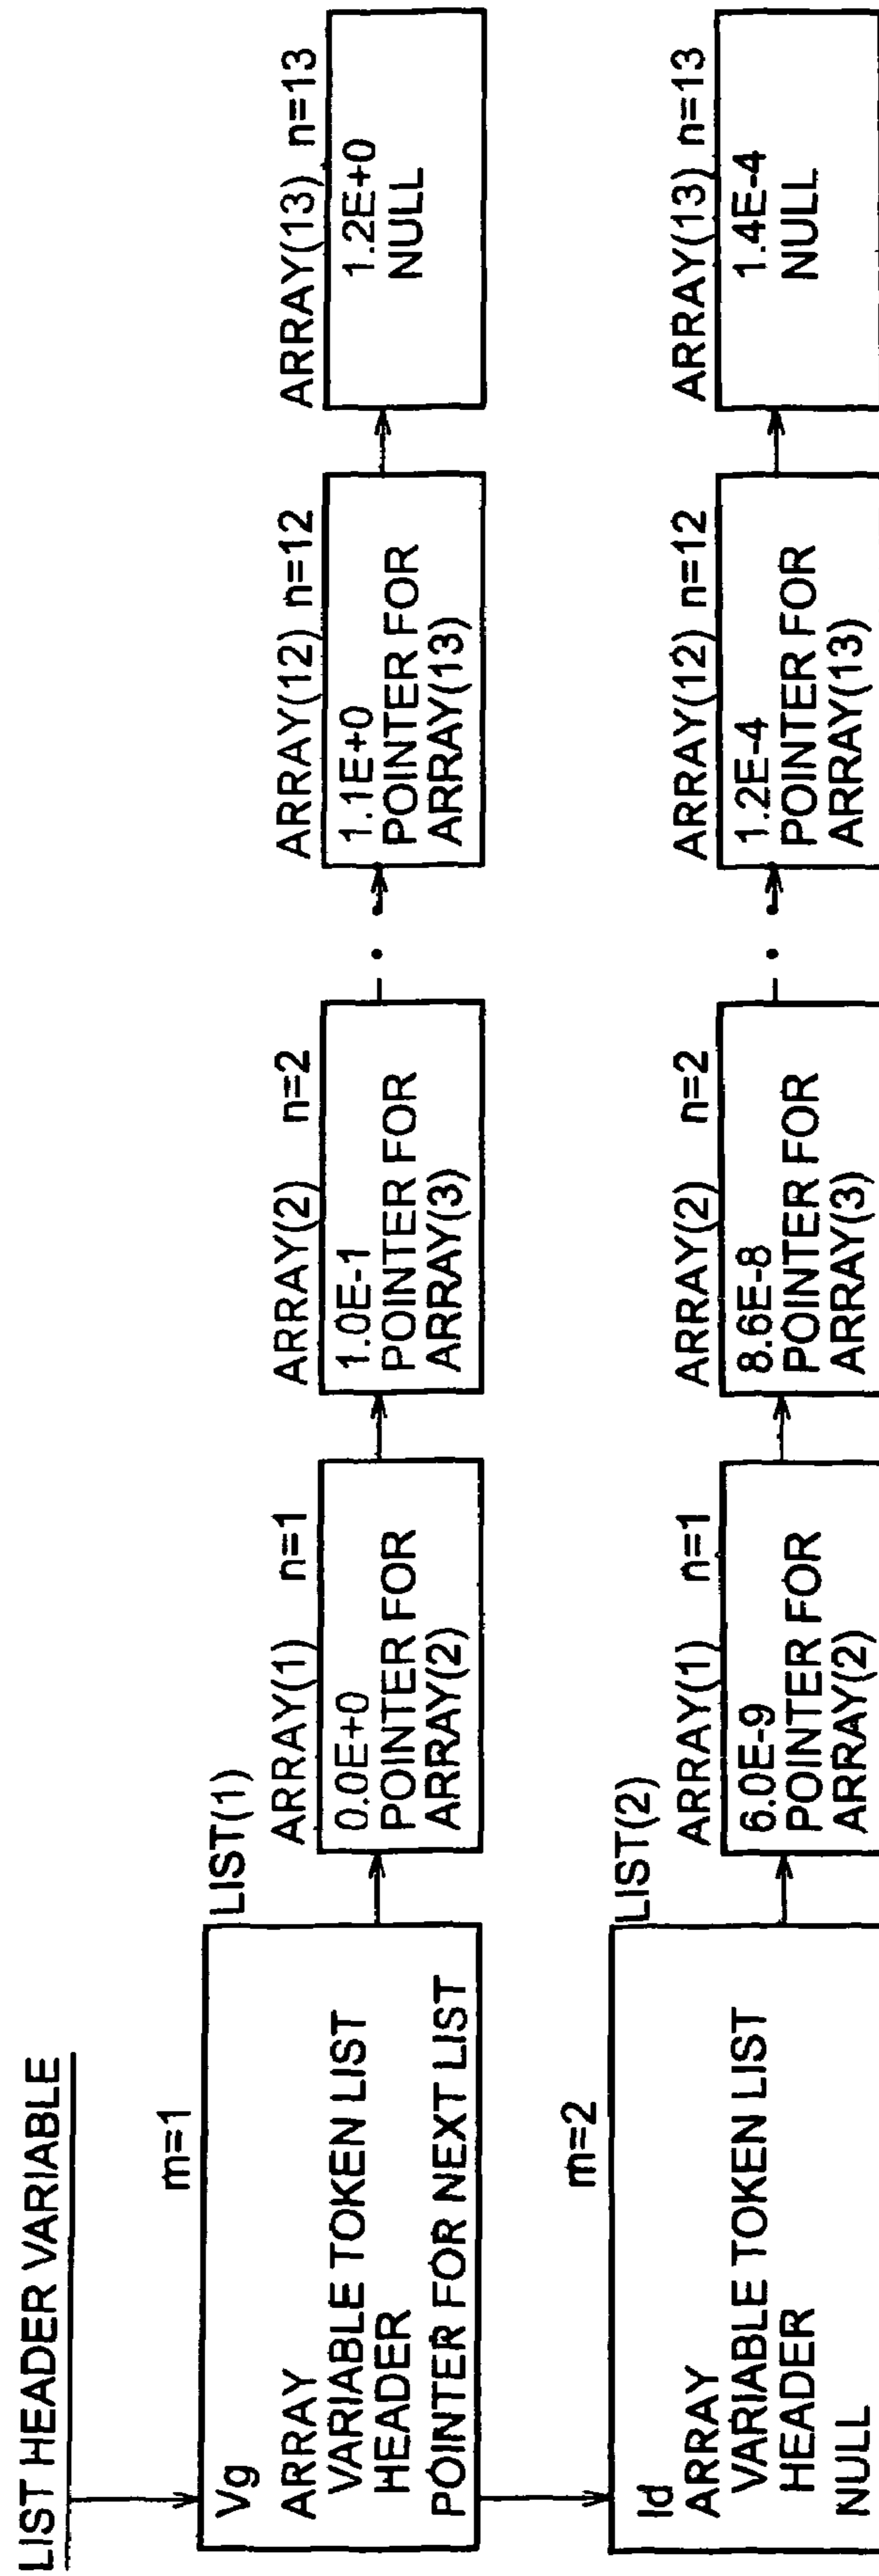 LIST HEADER VARIABLE
m=1
LIST(1)
Vg
ARRAY
VARIABLE TOKEN LIST
HEADER
POINTER FOR NEXT LIST
ARRAY(1) n=1
0.0E+0
POINTER FOR
ARRAY(2)
ARRAY(2) n=2
1.0E-1
POINTER FOR
ARRAY(3)
ARRAY(12) n=12
1.1E+0
POINTER FOR
ARRAY(13)
ARRAY(13) n=13
1.2E+0
NULL
m=2
LIST(2)
Id
ARRAY
VARIABLE TOKEN LIST
HEADER
NULL
ARRAY(1) n=1
6.0E-9
POINTER FOR
ARRAY(2)
ARRAY(2) n=2
8.6E-8
POINTER FOR
ARRAY(3)
ARRAY(12) n=12
1.2E-4
POINTER FOR
ARRAY(13)
ARRAY(13) n=13
1.4E-4
NULL